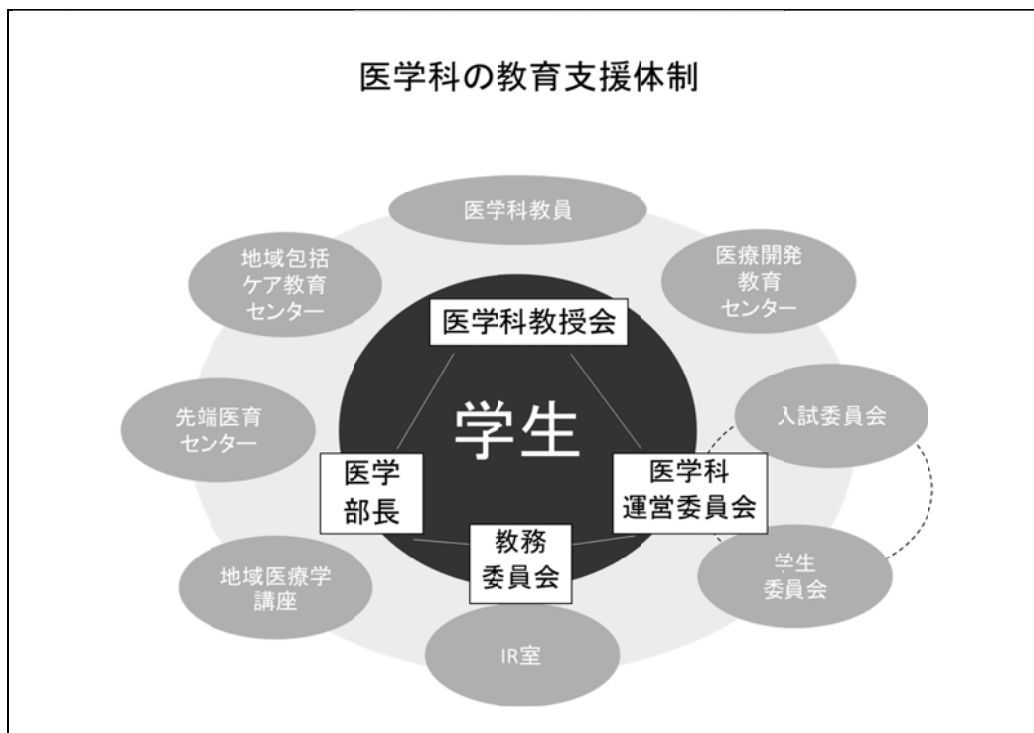 医学科の教育支援体制
医学科教員
地域包括
ケア教育
センター
医療開発
教育
センター
医学科教授会
先端医育
センター
学生
入試委員会
医学
部長
医学科
運営委員会
教務
委員会
地域医療学
講座
学生
委員会
IR室